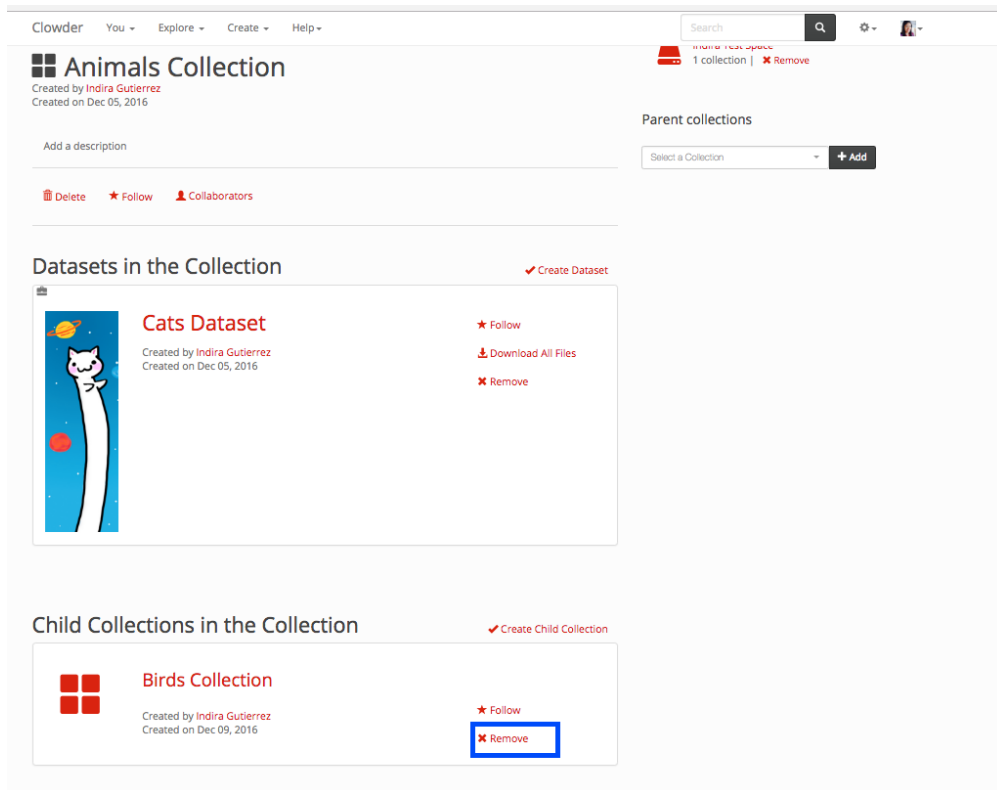 Clowder You Explore Create Help Search
Animals Collection
Created by Indira Gutierrez
Created on Dec 05, 2016
Add a description
Delete Follow Collaborators
Indira Test Space
1 collection | Remove
Parent collections
Select a Collection Add
Datasets in the Collection
Create Dataset
Cats Dataset
Created by Indira Gutierrez
Created on Dec 05, 2016
Follow
Download All Files
Remove
Child Collections in the Collection
Create Child Collection
Birds Collection
Created by Indira Gutierrez
Created on Dec 09, 2016
Follow
Remove